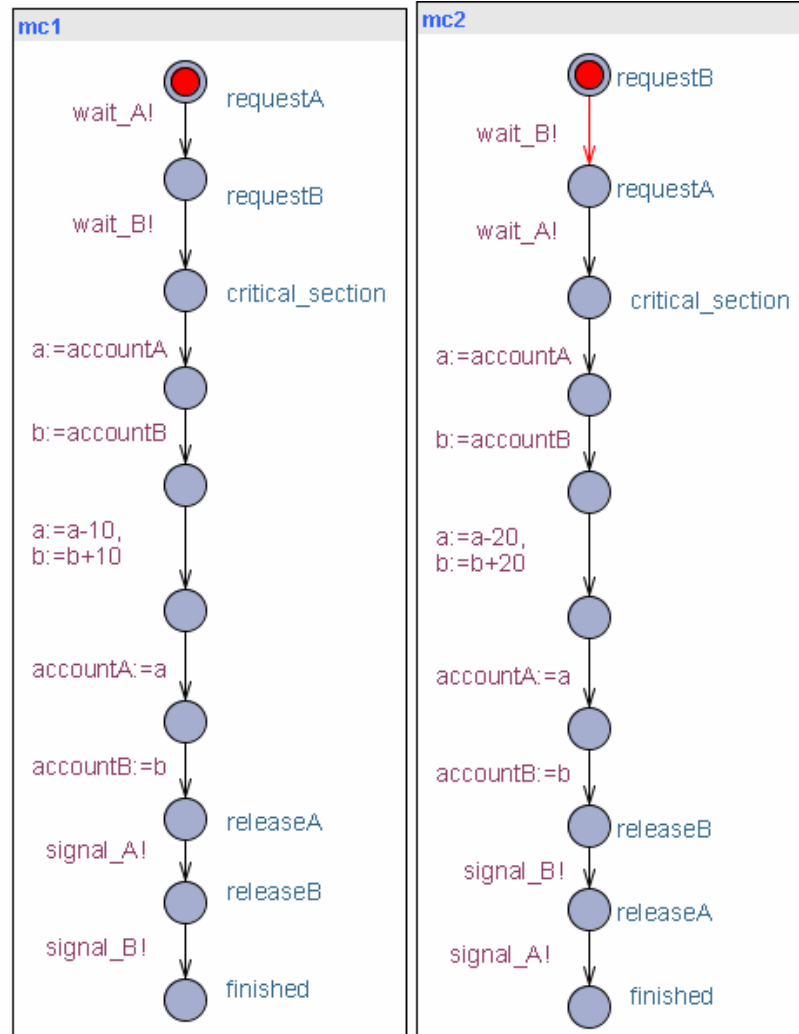 mc1
requestA
wait_A!
requestB
wait_B!
critical_section
a:=accountA
b:=accountB
a:=a-10,
b:=b+10
accountA:=a
accountB:=b
releaseA
signal_A!
releaseB
signal_B!
finished
mc2
requestB
wait_B!
requestA
wait_A!
critical_section
a:=accountA
b:=accountB
a:=a-20,
b:=b+20
accountA:=a
accountB:=b
releaseB
signal_B!
releaseA
signal_A!
finished